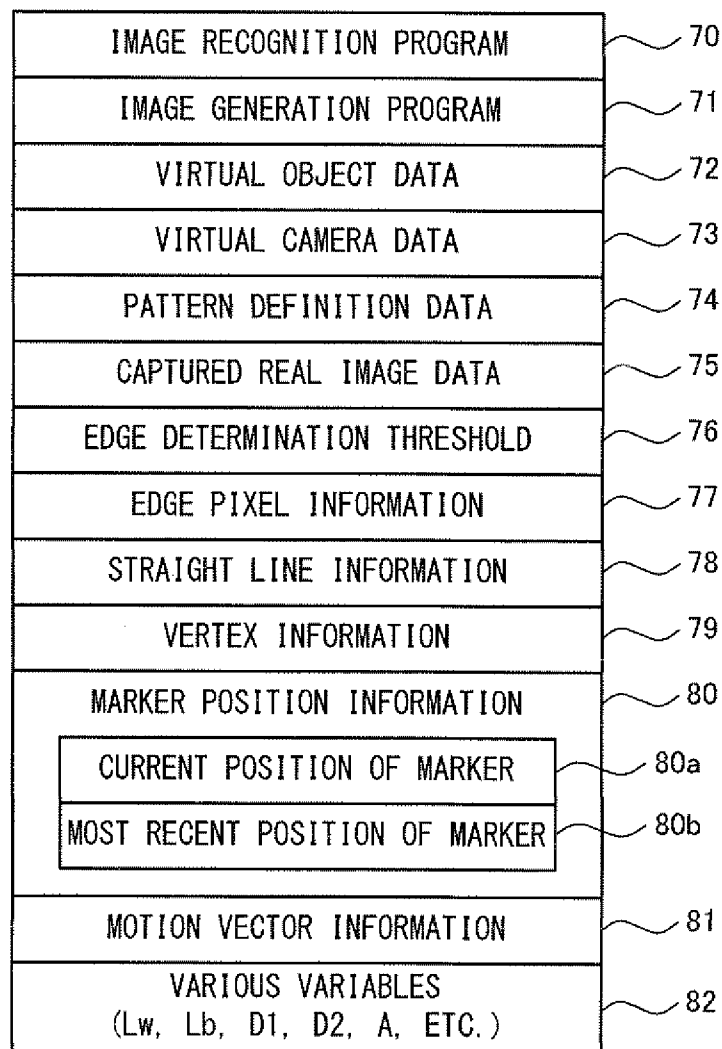 IMAGE RECOGNITION PROGRAM 70
IMAGE GENERATION PROGRAM 71
VIRTUAL OBJECT DATA 72
VIRTUAL CAMERA DATA 73
PATTERN DEFINITION DATA 74
CAPTURED REAL IMAGE DATA 75
EDGE DETERMINATION THRESHOLD 76
EDGE PIXEL INFORMATION 77
STRAIGHT LINE INFORMATION 78
VERTEX INFORMATION 79
MARKER POSITION INFORMATION 80
CURRENT POSITION OF MARKER 80a
MOST RECENT POSITION OF MARKER 80b
MOTION VECTOR INFORMATION 81
VARIOUS VARIABLES 82
(Lw, Lb, D1, D2, A, ETC.)